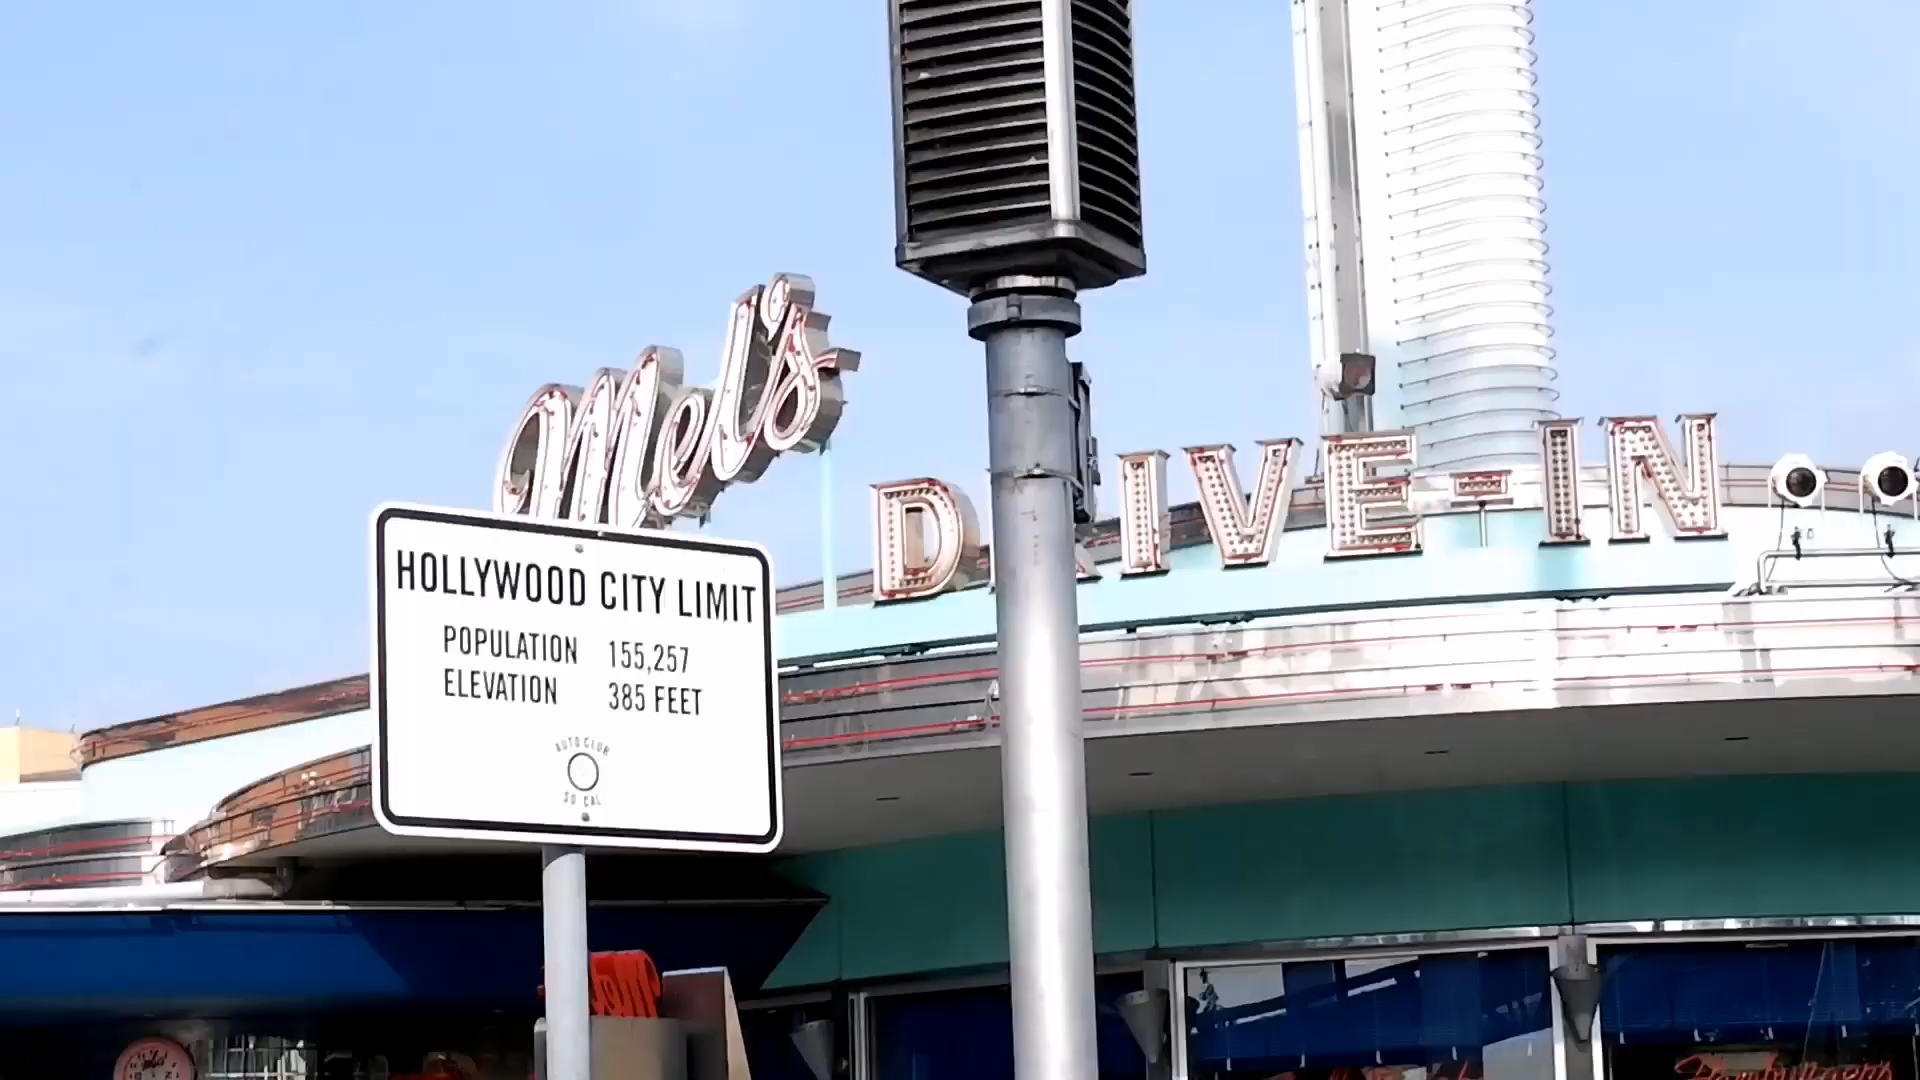 Mel's
DRIVE-IN
HOLLYWOOD CITY LIMIT
POPULATION 155,257
ELEVATION 385 FEET
AUTO CLUB
SO CAL